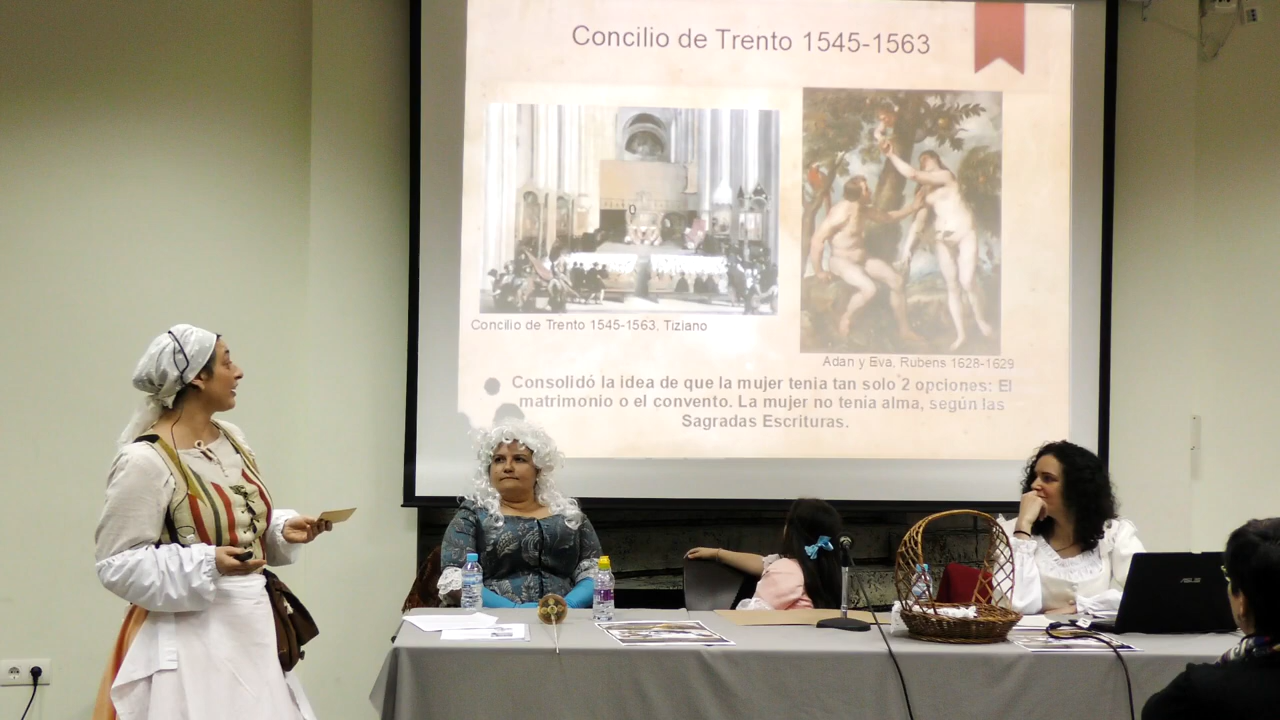 Concilio de Trento 1545-1563
Concilio de Trento 1545-1563. Tiziano
Adan y Eva. Rubens 1628-1629
Consolidó la idea de que la mujer tenia tan solo 2 opciones: El
matrimonio o el convento. La mujer no tenia alma, según las
Sagradas Escrituras.
ASUS